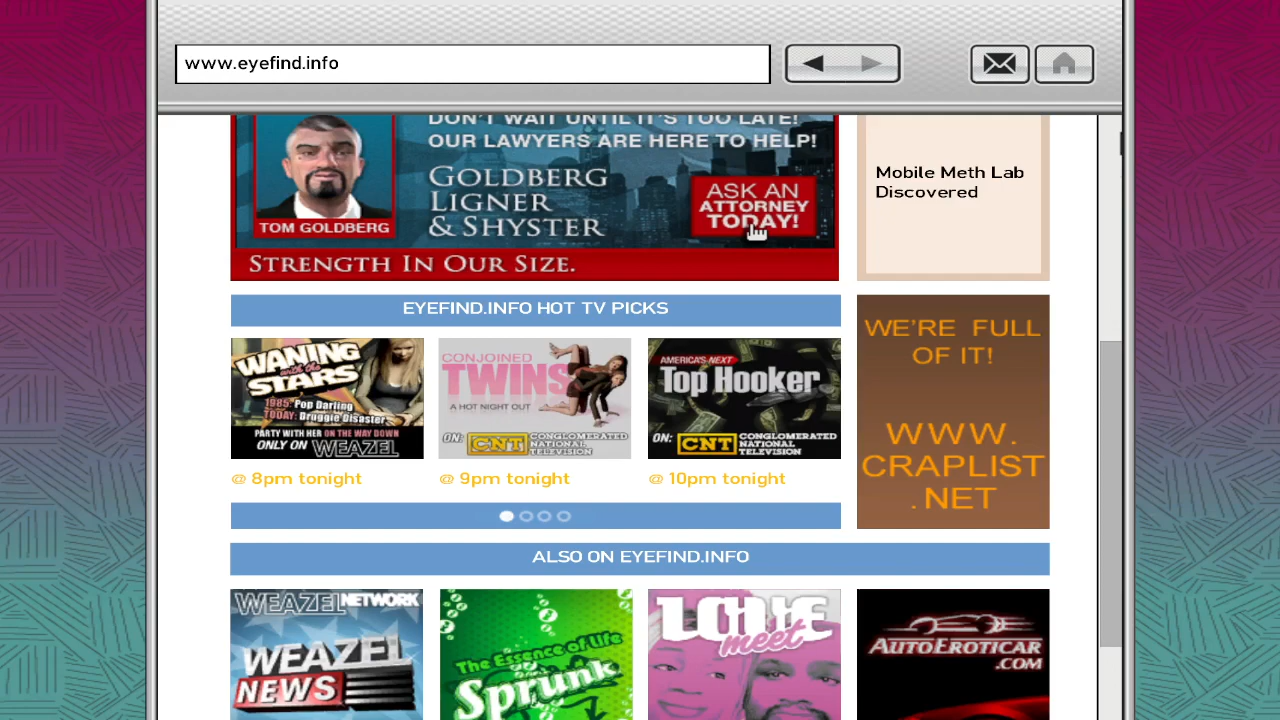 www.eyefind.info
DON'T WAIT UNTIL IT'S TOO LATE!
OUR LAWYERS ARE HERE TO HELP!
GOLDBERG
LIGNER
& SHYSTER
ASK AN
ATTORNEY
TODAY!
TOM GOLDBERG
STRENGTH IN OUR SIZE.
Mobile Meth Lab
Discovered
EYEFIND.INFO HOT TV PICKS
WANING
with the
STARS
1985: Pop Darling
TODAY: Druggie Disaster
PARTY WITH HER ON THE WAY DOWN
ONLY ON WEAZEL
@ 8pm tonight
CONJOINED
TWINS
A HOT NIGHT OUT
ON: CNT CONGLOMERATED
NATIONAL
TELEVISION
@ 9pm tonight
AMERICA'S NEXT
Top Hooker
ON: CNT CONGLOMERATED
NATIONAL
TELEVISION
@ 10pm tonight
WE'RE FULL
OF IT!
WWW.
CRAPLIST
.NET
ALSO ON EYEFIND.INFO
WEAZEL NETWORK
WEAZEL
NEWS
The Essence of Life
Sprunk
LOVE
meet
AUTOEROTICAR
.COM